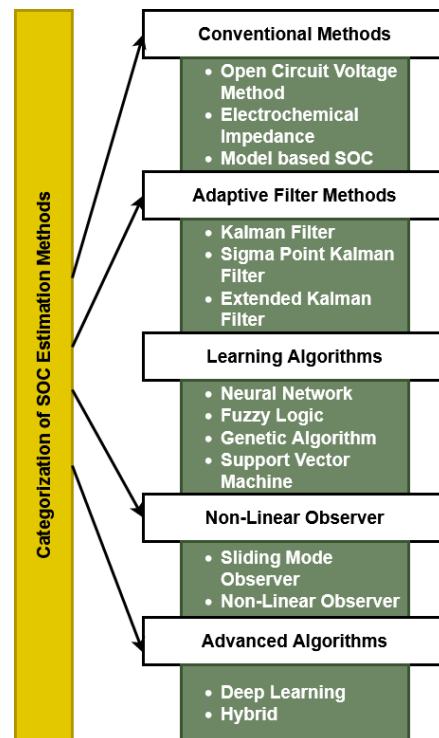 Categorization of SOC Estimation Methods
Conventional Methods
• Open Circuit Voltage
Method
• Electrochemical
Impedance
• Model based SOC
Adaptive Filter Methods
• Kalman Filter
• Sigma Point Kalman
Filter
• Extended Kalman
Filter
Learning Algorithms
• Neural Network
• Fuzzy Logic
• Genetic Algorithm
• Support Vector
Machine
Non-Linear Observer
• Sliding Mode
Observer
• Non-Linear Observer
Advanced Algorithms
• Deep Learning
• Hybrid